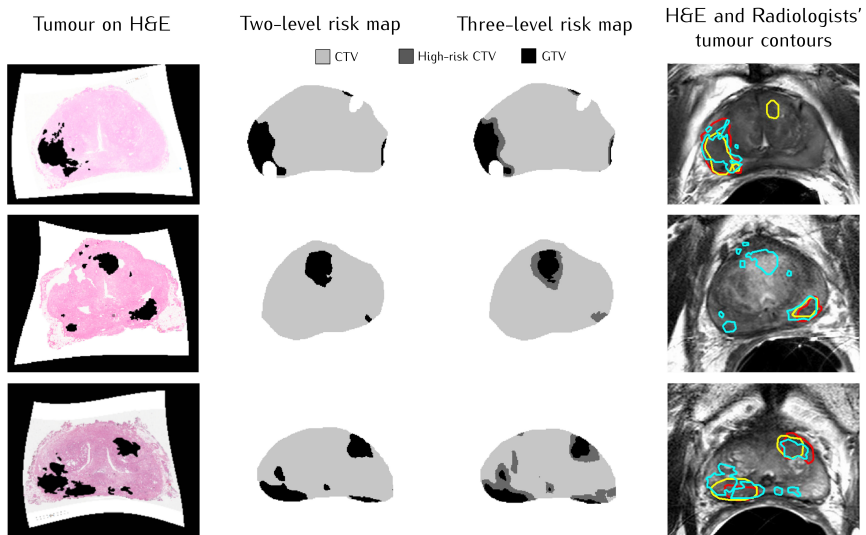 Tumour on H&E
Two-level risk map
Three-level risk map
H&E and Radiologists'
tumour contours
CTV
High-risk CTV
GTV